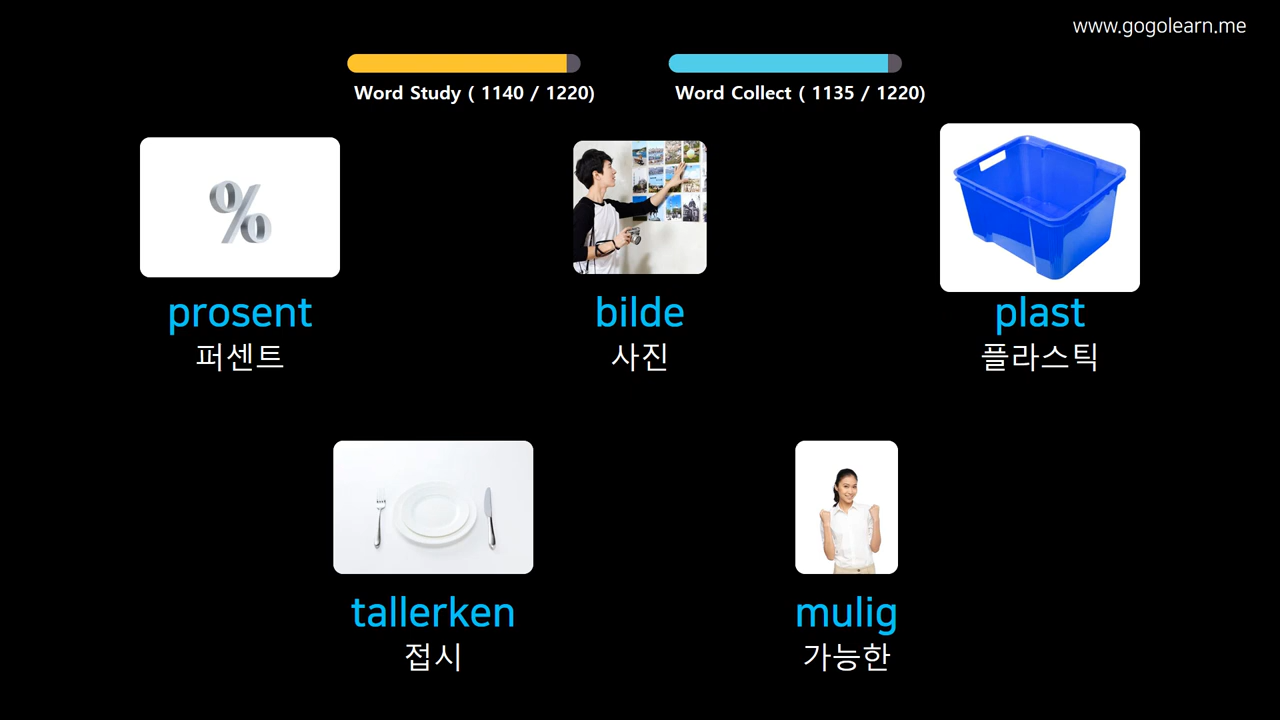 www.gogolearn.me
Word Study ( 1140 / 1220)
Word Collect ( 1135 / 1220)
%
prosent
퍼센트
bilde
사진
plast
플라스틱
tallerken
접시
mulig
가능한